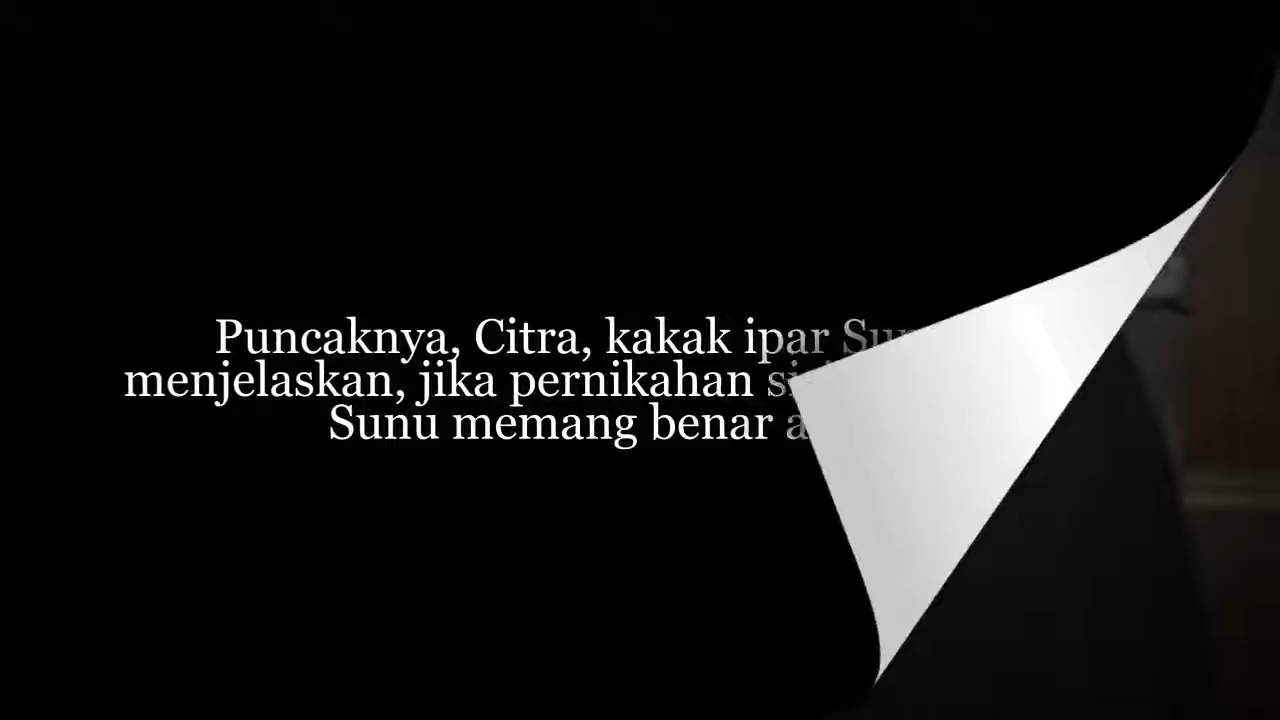 Puncaknya, Citra, kakak ipar
menjelaskan, jika pernikahan
Sunu memang benar